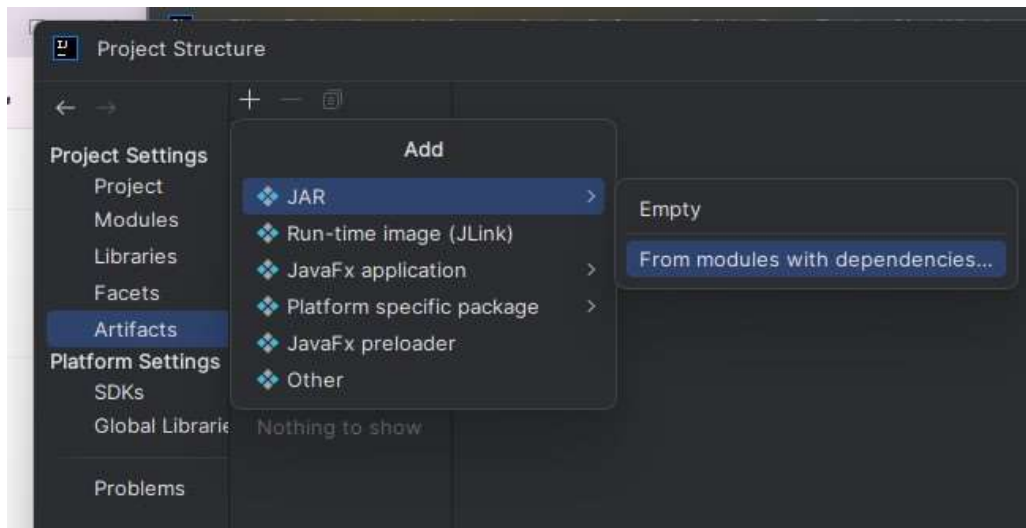 Project Structure
Project Settings
Project
Modules
Libraries
Facets
Artifacts
Platform Settings
SDKs
Global Librarie
Problems
Add
JAR
Run-time image (JLink)
JavaFx application
Platform specific package
JavaFx preloader
Other
Nothing to show
Empty
From modules with dependencies...